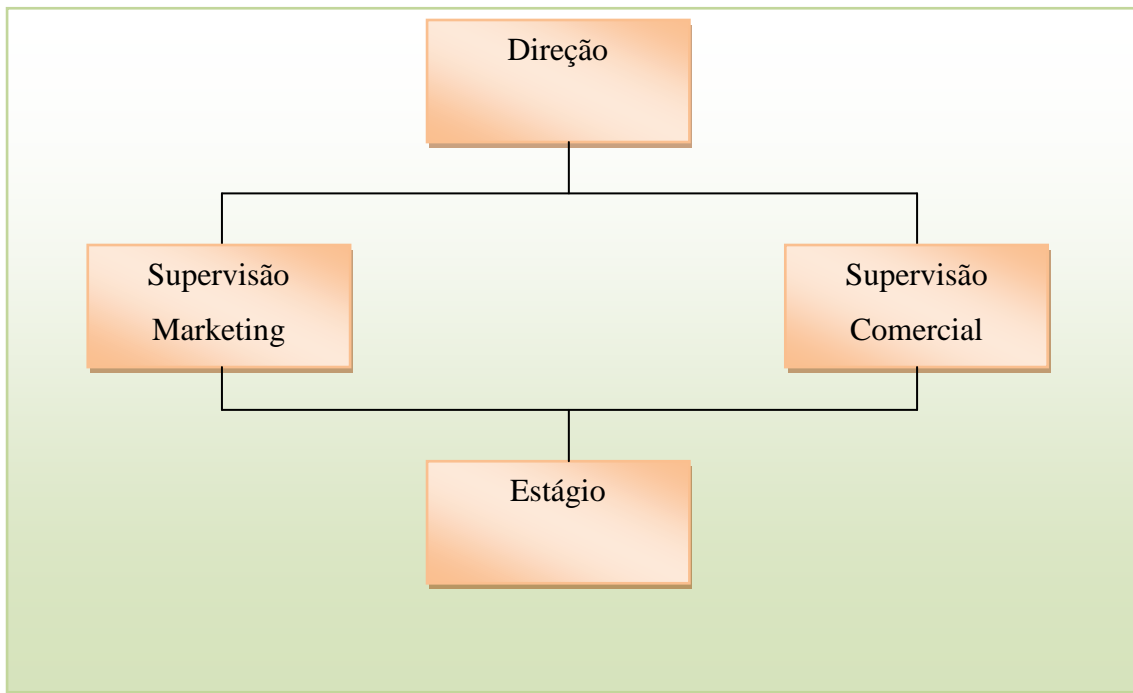 Direção
Supervisão
Marketing
Supervisão
Comercial
Estágio